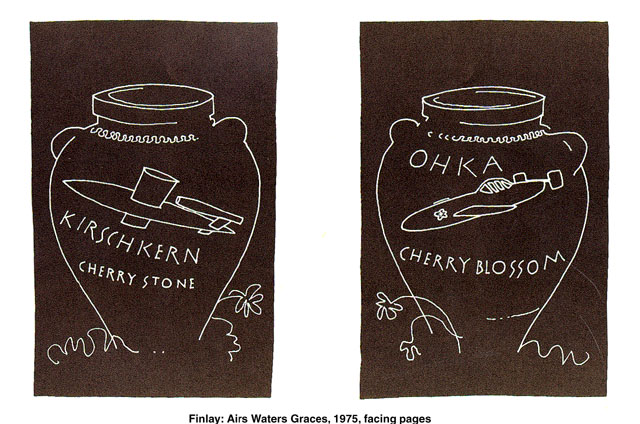 KIRSCHKERN
CHERRY STONE
OHKA
CHERRY BLOSSOM
Finlay: Airs Waters Graces, 1975, facing pages